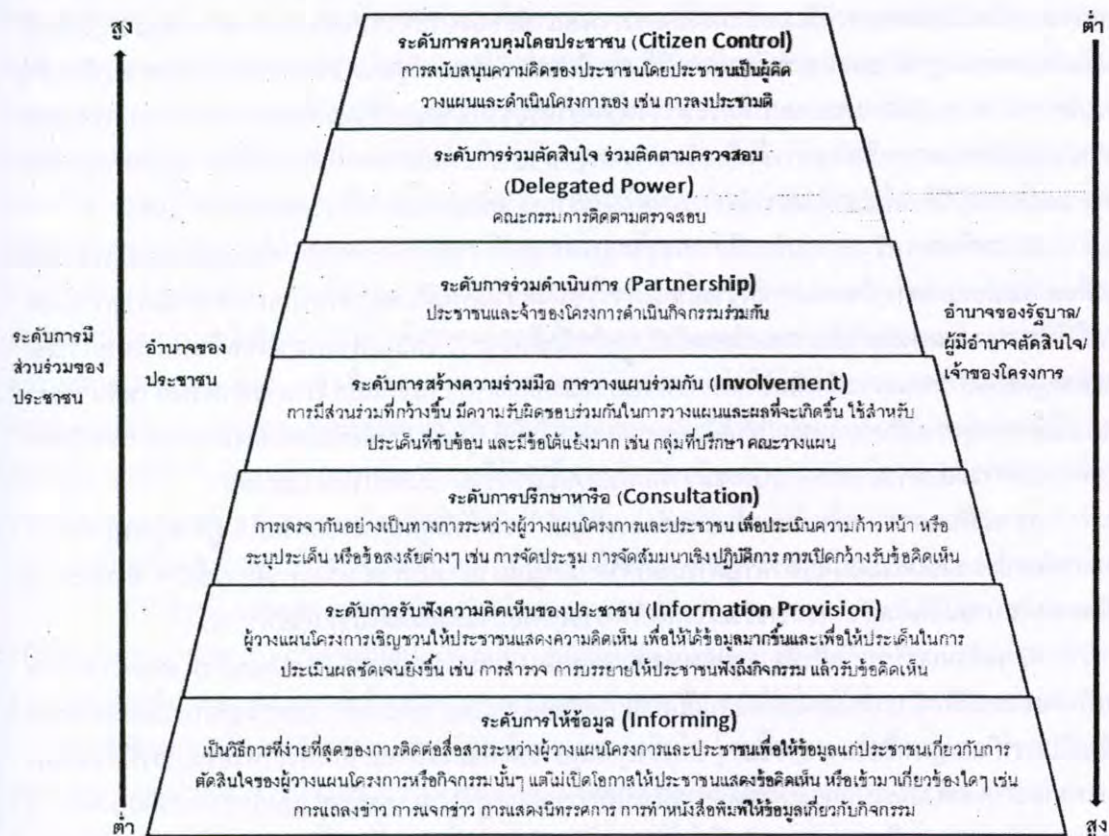 สูง
ต่ำ
ระดับการควบคุมโดยประชาชน (Citizen Control)
การสนับสนุนความคิดของประชาชนโดยประชาชนเป็นผู้คิด
วางแผนและดำเนินโครงการเอง เช่น การลงประชามติ
ระดับการร่วมตัดสินใจ ร่วมติดตามตรวจสอบ
(Delegated Power)
คณะกรรมการติดตามตรวจสอบ
ระดับการร่วมดำเนินการ (Partnership)
ประชาชนและเจ้าของโครงการดำเนินกิจกรรมร่วมกัน
ระดับการมี
ส่วนร่วมของ
ประชาชน
อำนาจของ
ประชาชน
อำนาจของรัฐบาล/
ผู้มีอำนาจตัดสินใจ/
เจ้าของโครงการ
ระดับการสร้างความร่วมมือ การวางแผนร่วมกัน (Involvement)
การมีส่วนร่วมที่กว้างขึ้น มีความรับผิดชอบร่วมกันในการวางแผนและผลที่จะเกิดขึ้น ใช้สำหรับ
ประเด็นที่ซับซ้อน และมีข้อโต้แย้งมาก เช่น กลุ่มที่ปรึกษา คณะวางแผน
ระดับการปรึกษาหารือ (Consultation)
การเจรจากันอย่างเป็นทางการระหว่างผู้วางแผนโครงการและประชาชน เพื่อประเมินความก้าวหน้า หรือ
ระบุประเด็น หรือข้อสงสัยต่างๆ เช่น การจัดประชุม การจัดสัมมนาเชิงปฏิบัติการ การเปิดกว้างรับข้อคิดเห็น
ระดับการรับฟังความคิดเห็นของประชาชน (Information Provision)
ผู้วางแผนโครงการเชิญชวนให้ประชาชนแสดงความคิดเห็น เพื่อให้ได้ข้อมูลมากขึ้นและเพื่อให้ประเด็นในการ
ประเมินผลชัดเจนยิ่งขึ้น เช่น การสำรวจ การบรรยายให้ประชาชนฟังถึงกิจกรรม แล้วรับข้อคิดเห็น
ระดับการให้ข้อมูล (Informing)
เป็นวิธีการที่ง่ายที่สุดของการติดต่อสื่อสารระหว่างผู้วางแผนโครงการและประชาชนเพื่อให้ข้อมูลแก่ประชาชนเกี่ยวกับการ
ตัดสินใจของผู้วางแผนโครงการหรือกิจกรรมนั้นๆ แต่ไม่เปิดโอกาสให้ประชาชนแสดงข้อคิดเห็น หรือเข้ามาเกี่ยวข้องใดๆ เช่น
การแถลงข่าว การแจกข่าว การแสดงนิทรรศการ การทำหนังสือพิมพ์ให้ข้อมูลเกี่ยวกับกิจกรรม
ต่ำ
สูง